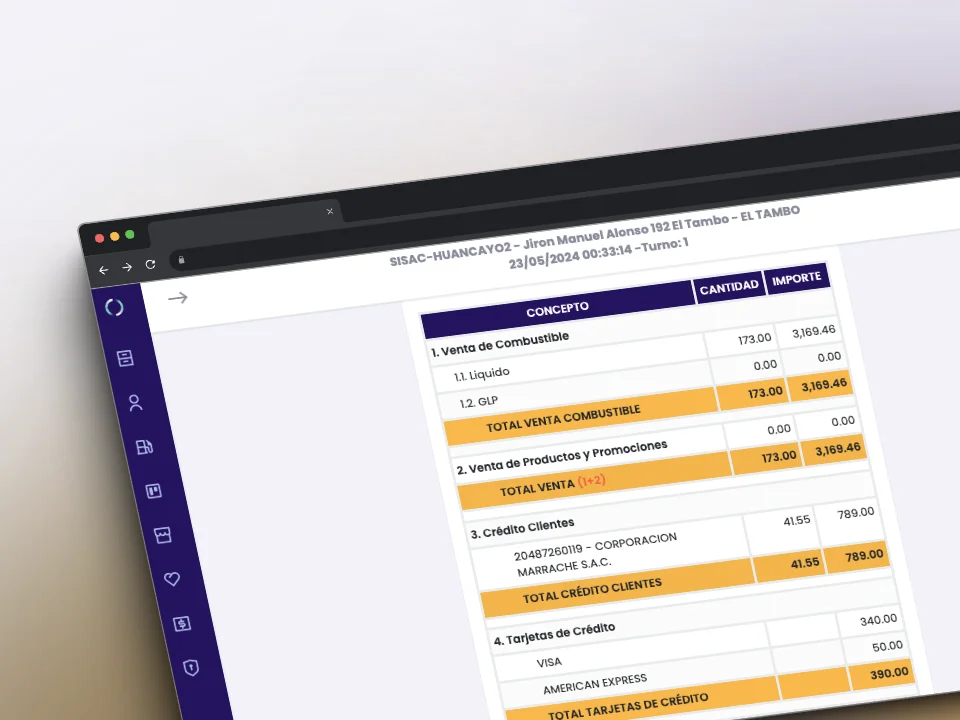 SISAC-HUANCAYO2 - Jiron Manuel Alonso 192 El Tambo - EL TAMBO
23/05/2024 00:33:14 -Turno: 1
CONCEPTO CANTIDAD IMPORTE
1. Venta de Combustible
1.1. Liquido 173.00 3,169.46
1.2. GLP 0.00 0.00
TOTAL VENTA COMBUSTIBLE 173.00 3,169.46
2. Venta de Productos y Promociones 0.00 0.00
TOTAL VENTA (1+2) 173.00 3,169.46
3. Crédito Clientes
20487260119 - CORPORACION
MARRACHE S.A.C. 41.55 789.00
TOTAL CRÉDITO CLIENTES 41.55 789.00
4. Tarjetas de Crédito
VISA 340.00
AMERICAN EXPRESS 50.00
TOTAL TARJETAS DE CRÉDITO 390.00